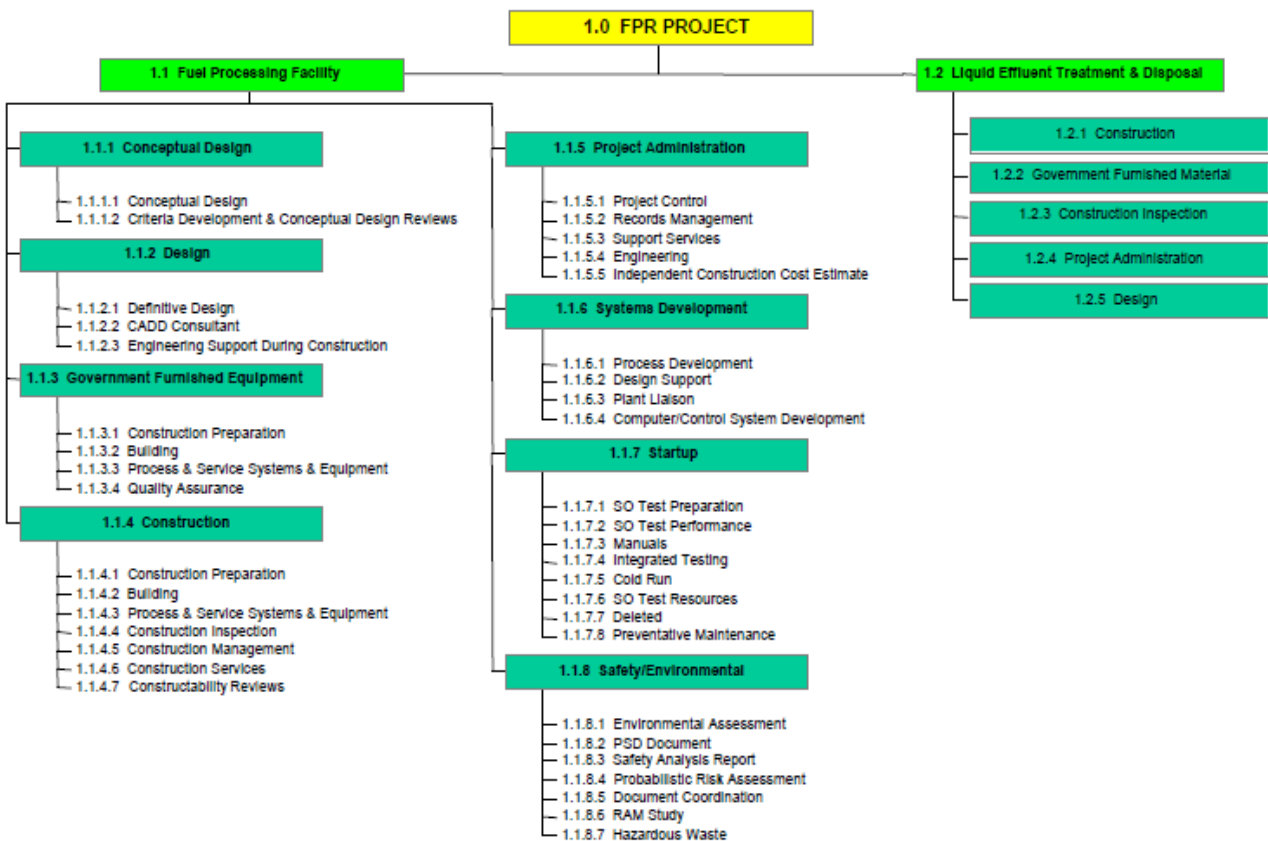 1.0 FPR PROJECT
1.1 Fuel Processing Facility
1.2 Liquid Effluent Treatment & Disposal
1.1.1 Conceptual Design
1.1.1.1 Conceptual Design
1.1.1.2 Criteria Development & Conceptual Design Reviews
1.1.2 Design
1.1.2.1 Definitive Design
1.1.2.2 CADD Consultant
1.1.2.3 Engineering Support During Construction
1.1.3 Government Furnished Equipment
1.1.3.1 Construction Preparation
1.1.3.2 Building
1.1.3.3 Process & Service Systems & Equipment
1.1.3.4 Quality Assurance
1.1.4 Construction
1.1.4.1 Construction Preparation
1.1.4.2 Building
1.1.4.3 Process & Service Systems & Equipment
1.1.4.4 Construction Inspection
1.1.4.5 Construction Management
1.1.4.6 Construction Services
1.1.4.7 Constructability Reviews
1.1.5 Project Administration
1.1.5.1 Project Control
1.1.5.2 Records Management
1.1.5.3 Support Services
1.1.5.4 Engineering
1.1.5.5 Independent Construction Cost Estimate
1.1.6 Systems Development
1.1.6.1 Process Development
1.1.6.2 Design Support
1.1.6.3 Plant Liaison
1.1.6.4 Computer/Control System Development
1.1.7 Startup
1.1.7.1 SO Test Preparation
1.1.7.2 SO Test Performance
1.1.7.3 Manuals
1.1.7.4 Integrated Testing
1.1.7.5 Cold Run
1.1.7.6 SO Test Resources
1.1.7.7 Deleted
1.1.7.8 Preventative Maintenance
1.1.8 Safety/Environmental
1.1.8.1 Environmental Assessment
1.1.8.2 PSD Document
1.1.8.3 Safety Analysis Report
1.1.8.4 Probabilistic Risk Assessment
1.1.8.5 Document Coordination
1.1.8.6 RAM Study
1.1.8.7 Hazardous Waste
1.2.1 Construction
1.2.2 Government Furnished Material
1.2.3 Construction Inspection
1.2.4 Project Administration
1.2.5 Design